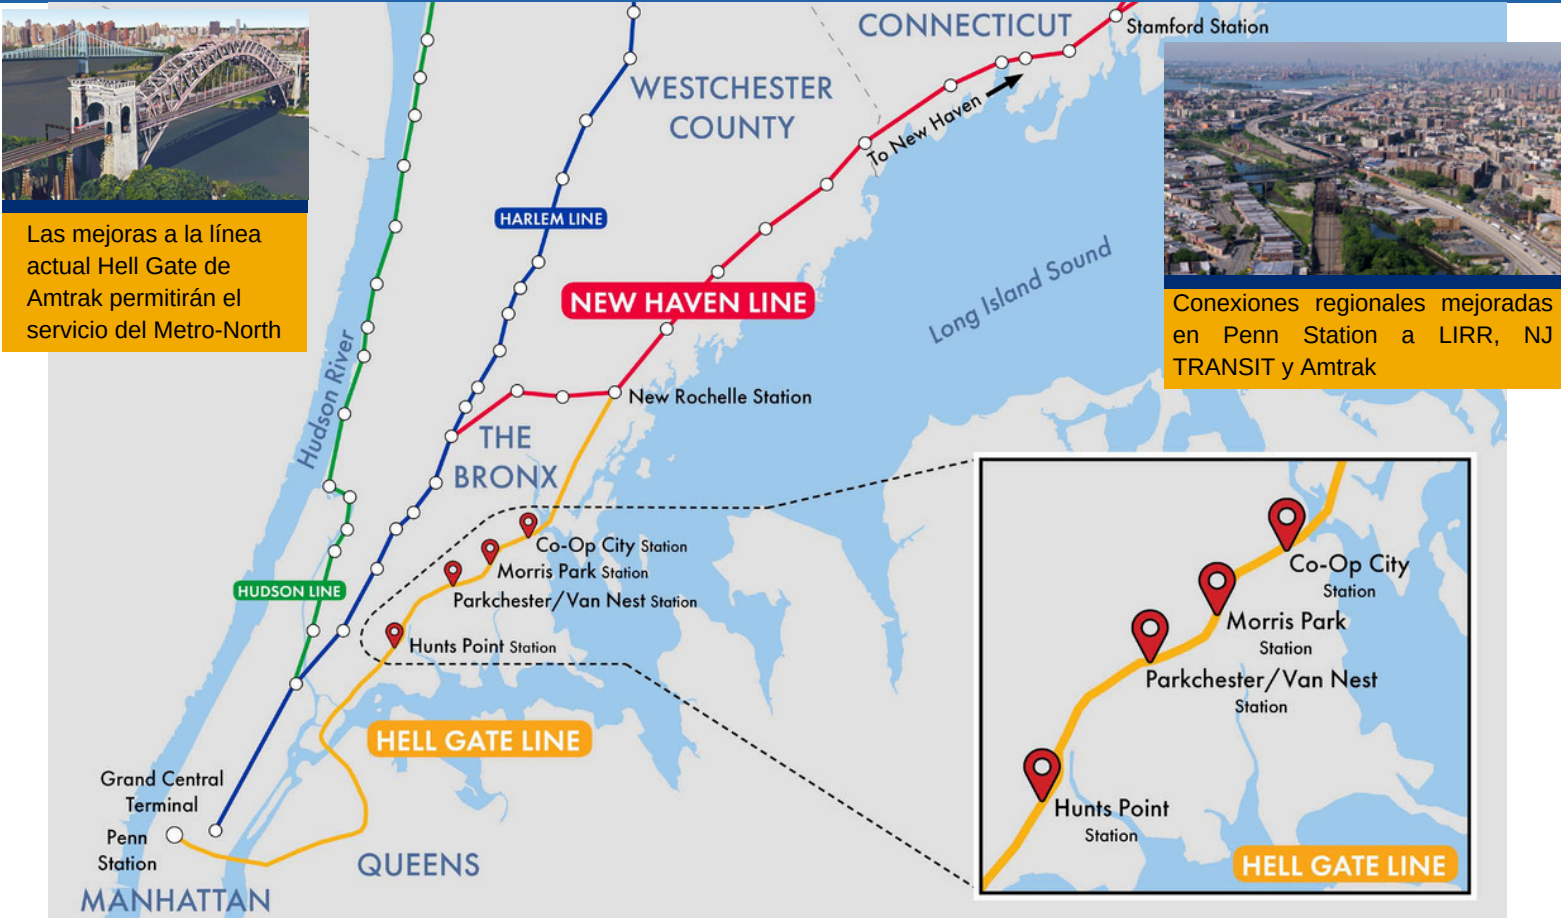 CONNECTICUT
Stamford Station
WESTCHESTER
COUNTY
To New Haven
HARLEM LINE
Las mejoras a la línea
actual Hell Gate de
Amtrak permitirán el
servicio del Metro-North
NEW HAVEN LINE
Long Island Sound
Conexiones regionales mejoradas
en Penn Station a LIRR, NJ
TRANSIT y Amtrak
Hudson River
New Rochelle Station
THE
BRONX
Co-Op City Station
Morris Park Station
Parkchester/Van Nest Station
Hunts Point Station
HUDSON LINE
HELL GATE LINE
Grand Central
Terminal
Penn
Station
QUEENS
MANHATTAN
Co-Op City
Station
Morris Park
Station
Parkchester/Van Nest
Station
Hunts Point
Station
HELL GATE LINE